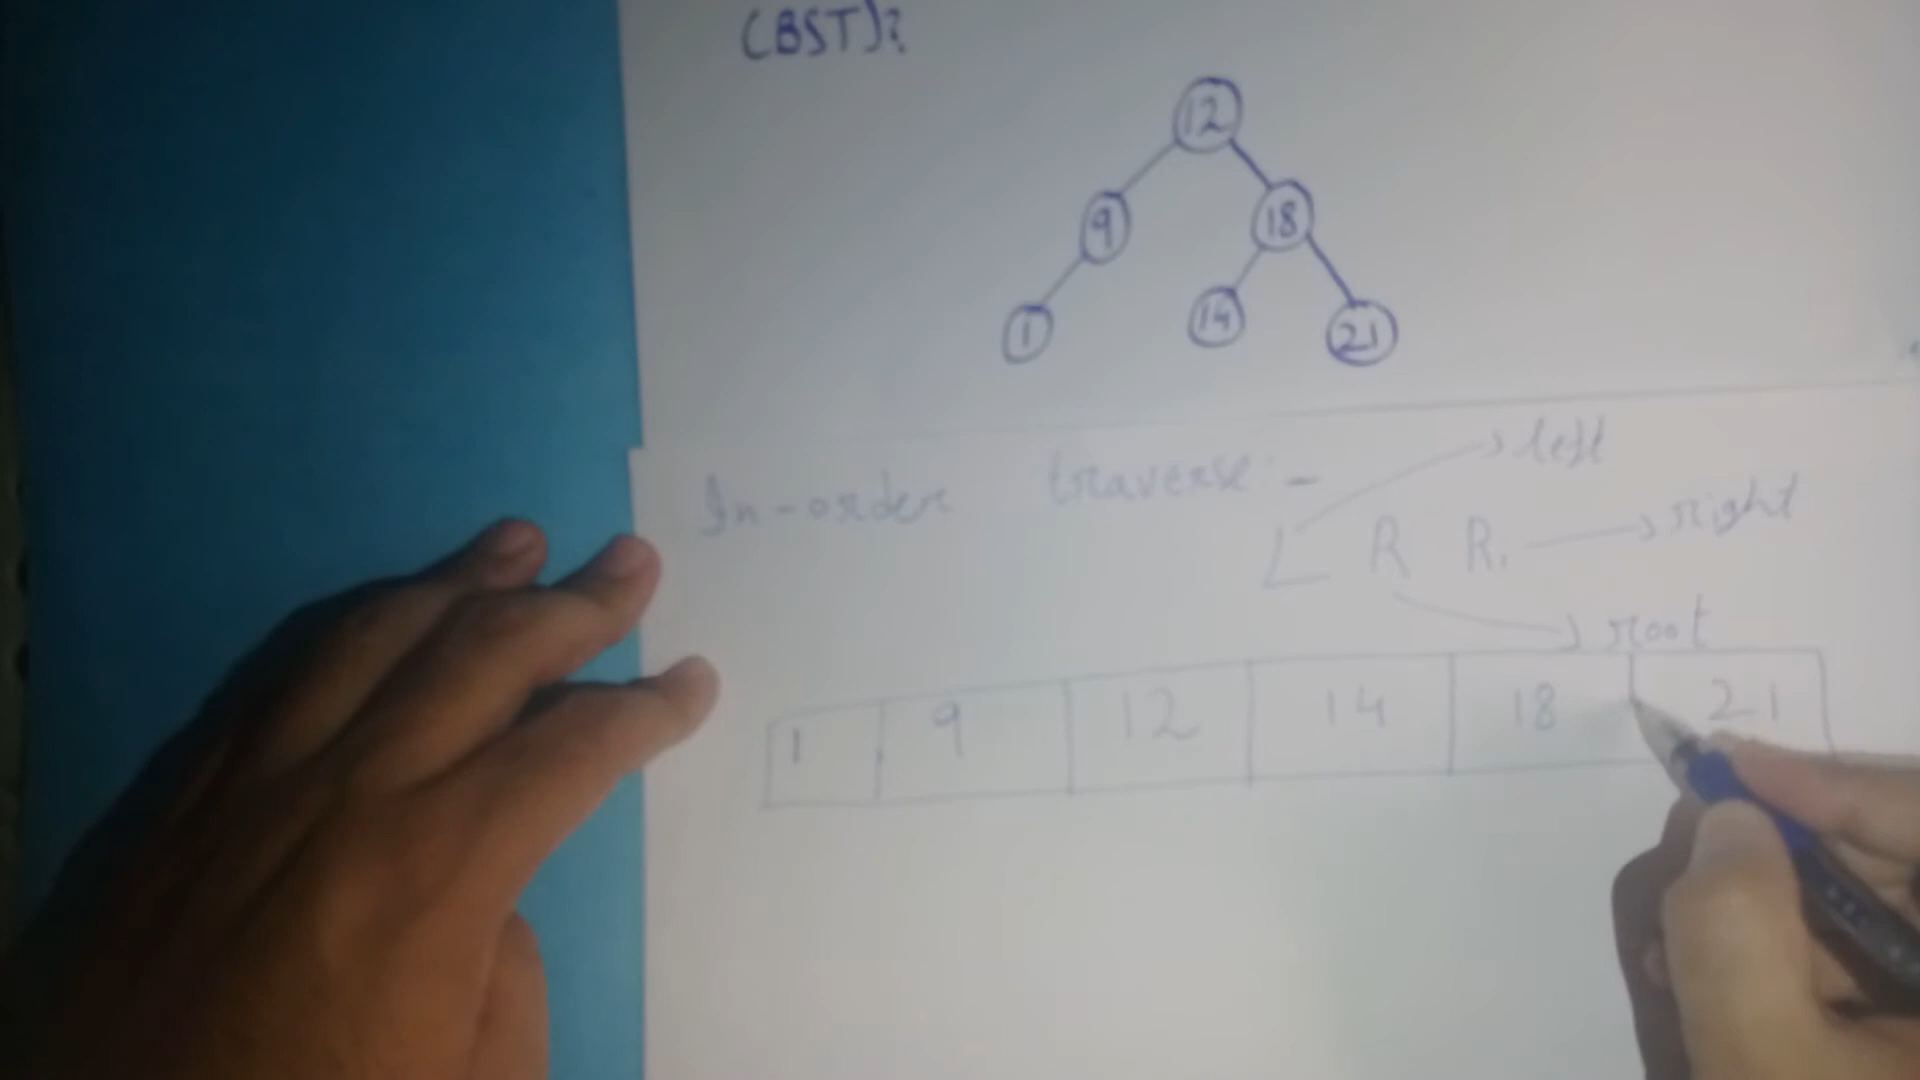 (BST)?
12
9 18
1 14 21
In-order traverse :-
left
L R R. right
root
1 9 12 14 18 21